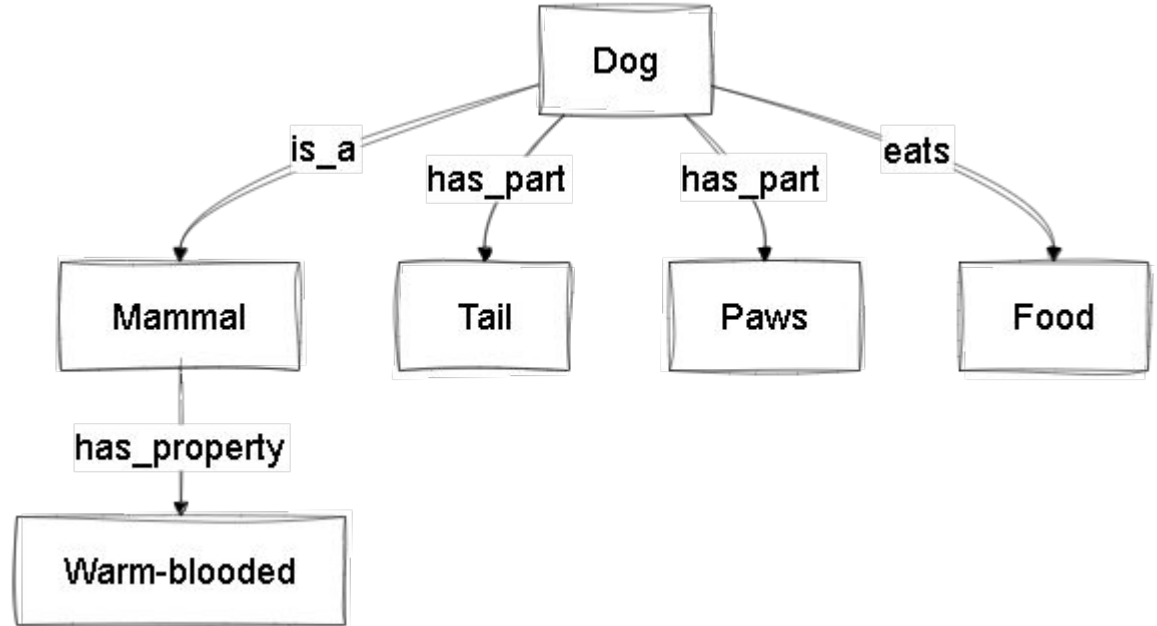 Dog
is_a
has_part
has_part
eats
Mammal
Tail
Paws
Food
has_property
Warm-blooded